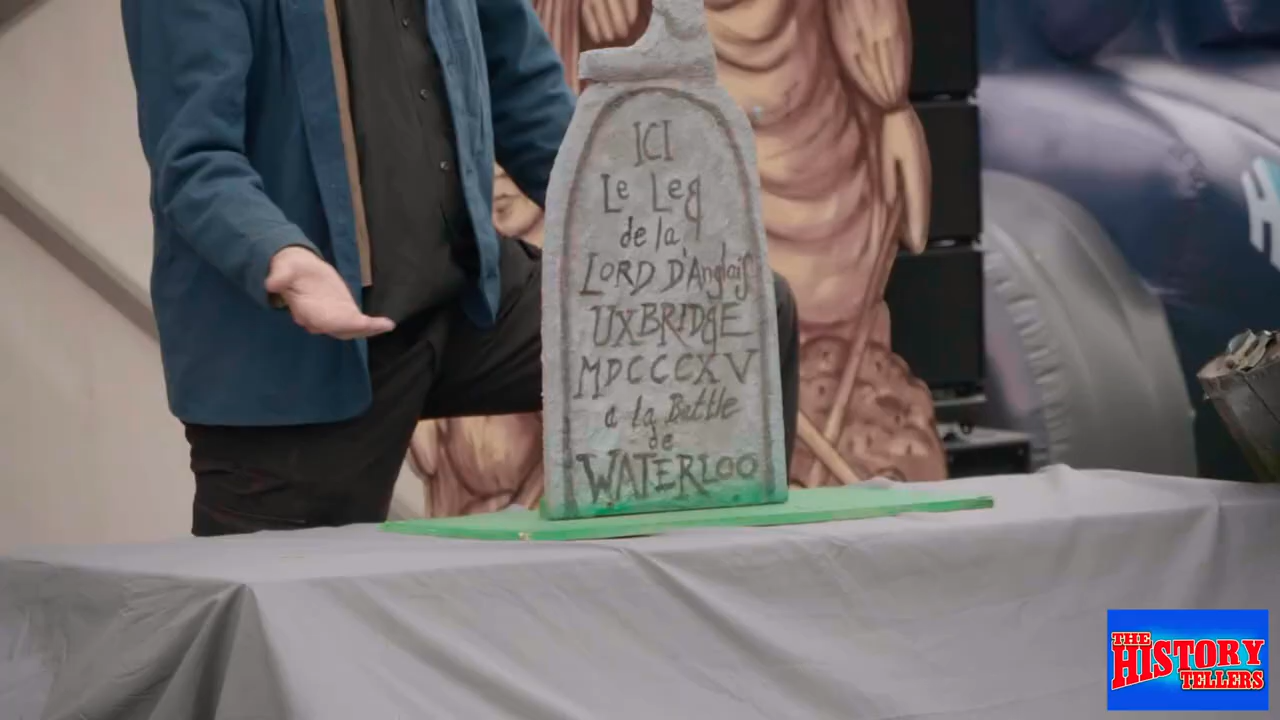 ICI
Le Leg
de la
LORD D'Anglais
UXBRIDgE
MDCCCXV
a la Battle
de
WATERLOO
THE
HISTORY
TELLERS